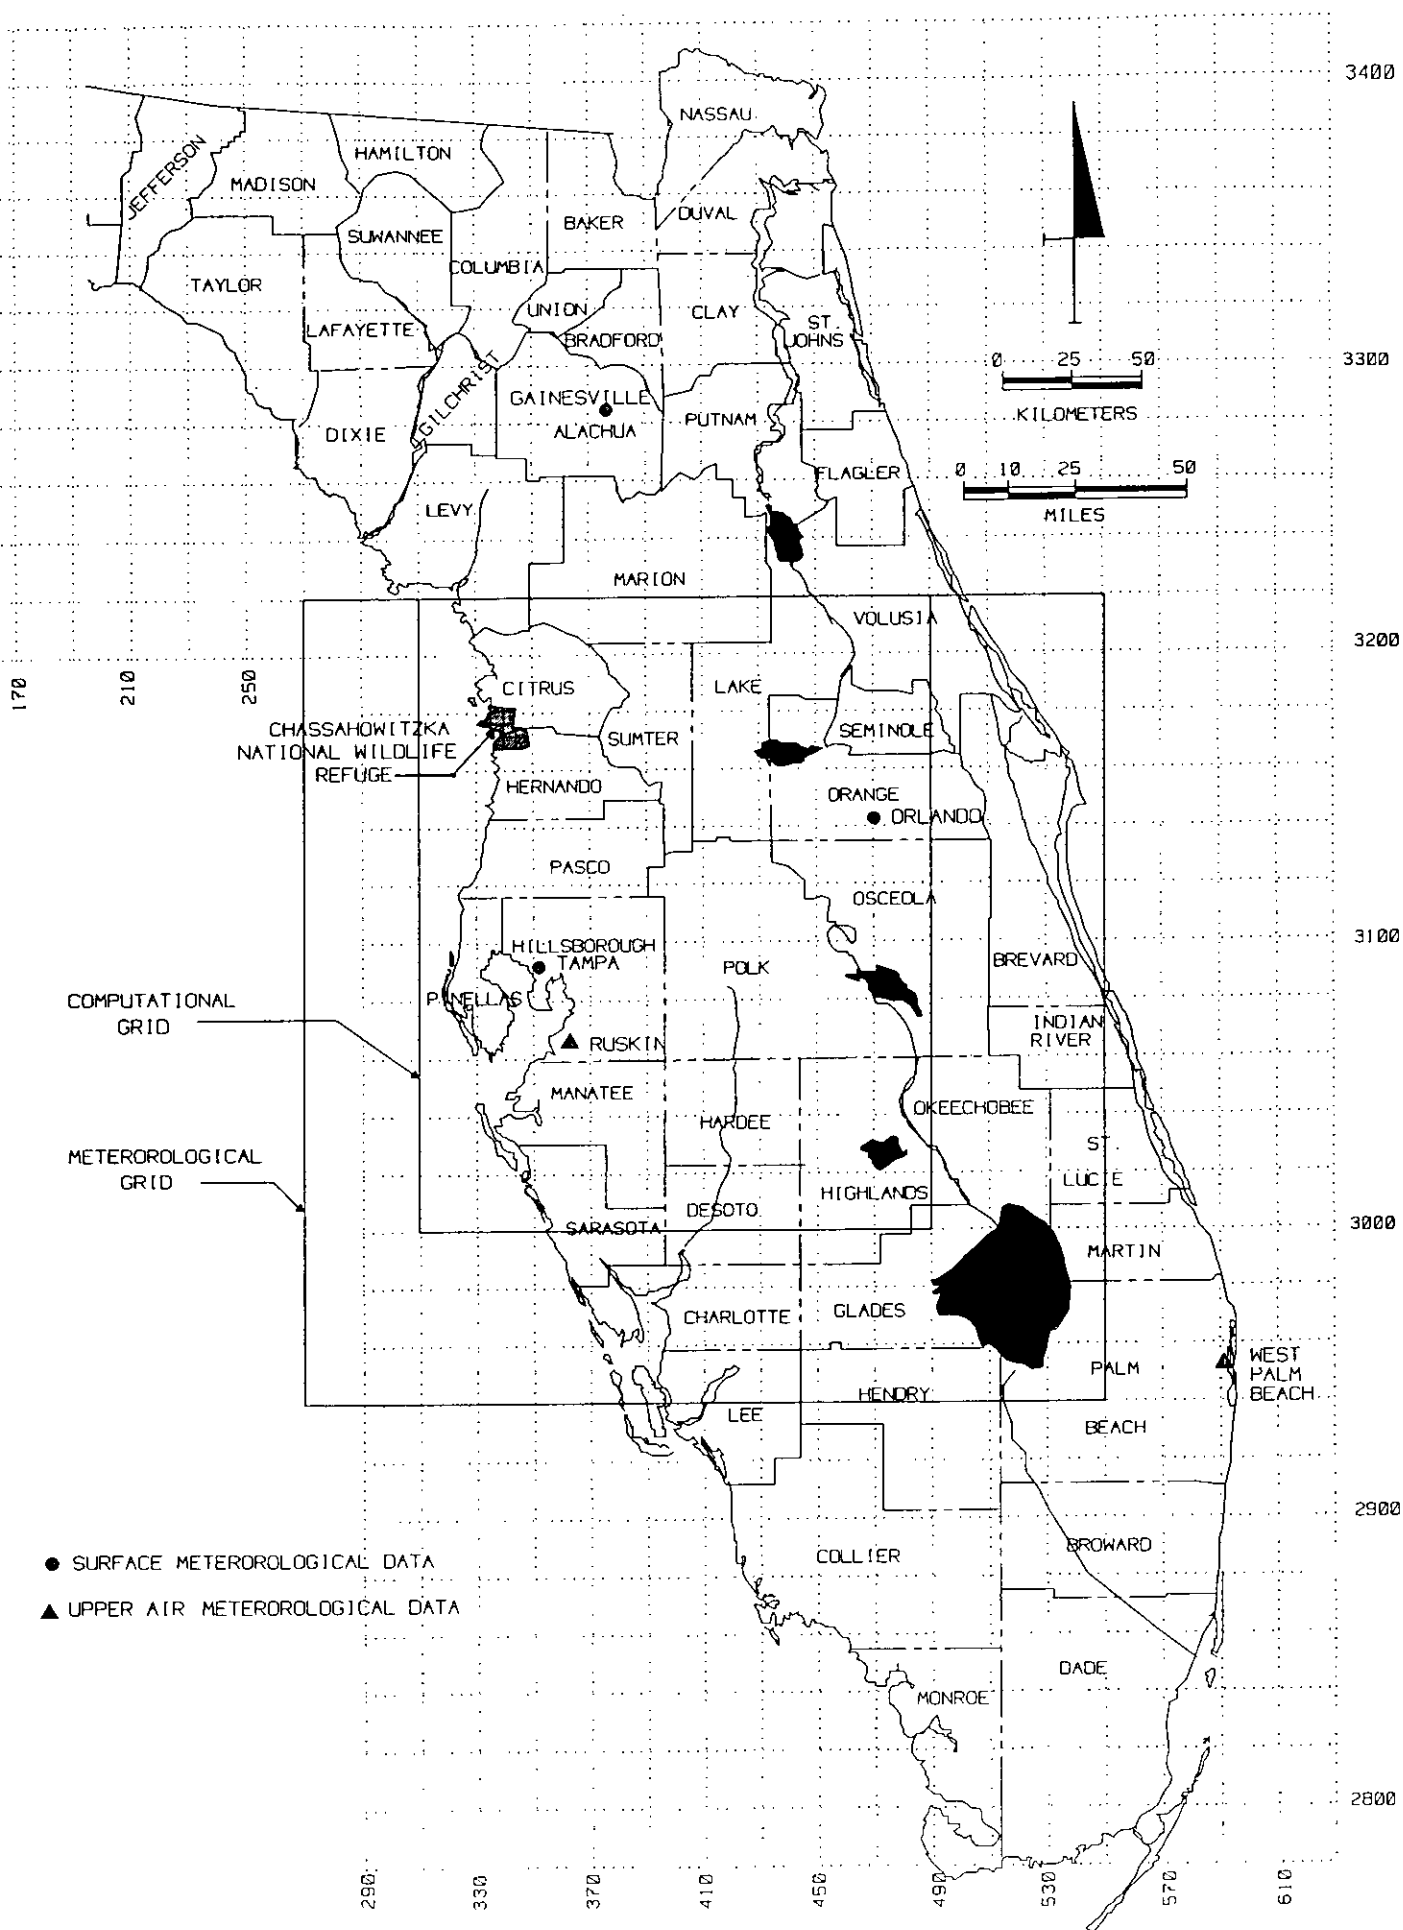 3400
NASSAU
HAMILTON
JEFFERSON
MADISON
BAKER
DUVAL
SUWANNEE
COLUMBIA
TAYLOR
UNION
CLAY
ST.
JOHNS
LAFAYETTE
BRADFORD
0 25 50
KILOMETERS
3300
GILCHRIST
GAINESVILLE
ALACHUA
PUTNAM
DIXIE
FLAGLER
0 10 25 50
MILES
LEVY
MARION
VOLUSIA
3200
170
210
250
CITRUS
LAKE
CHASSAHOWITZKA
NATIONAL WILDLIFE
REFUGE
SUMTER
SEMINOLE
HERNANDO
ORANGE
ORLANDO
PASCO
OSCEOLA
3100
HILLSBOROUGH
TAMPA
POLK
BREVARD
PINELLAS
COMPUTATIONAL
GRID
INDIAN
RIVER
RUSKIN
MANATEE
HARDEE
OKEECHOBEE
METEROROLOGICAL
GRID
ST.
LUCIE
HIGHLANDS
DESOTO
SARASOTA
3000
MARTIN
CHARLOTTE
GLADES
PALM
BEACH
WEST
PALM
BEACH
HENDRY
LEE
2900
COLLIER
BROWARD
● SURFACE METEROROLOGICAL DATA
▲ UPPER AIR METEROROLOGICAL DATA
DADE
MONROE
2800
290
330
370
410
450
490
530
570
610